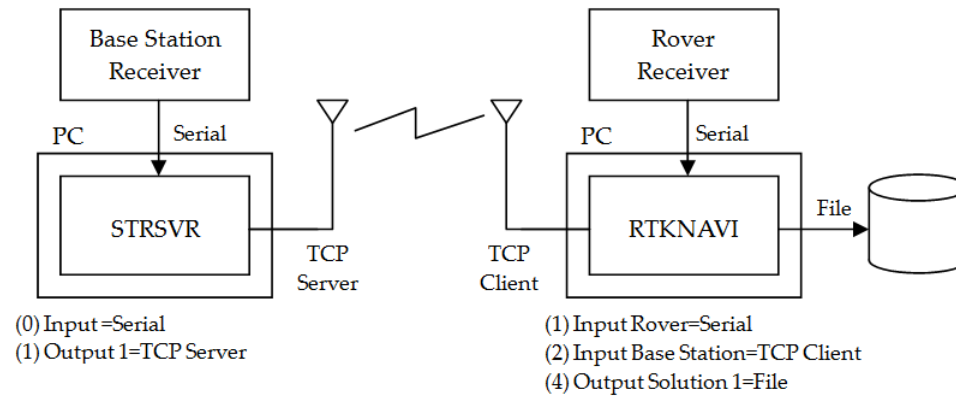 Base Station
Receiver
Rover
Receiver
PC
Serial
PC
Serial
STRSVR
RTKNAVI
File
TCP
Server
TCP
Client
(0) Input =Serial
(1) Output 1=TCP Server
(1) Input Rover=Serial
(2) Input Base Station=TCP Client
(4) Output Solution 1=File